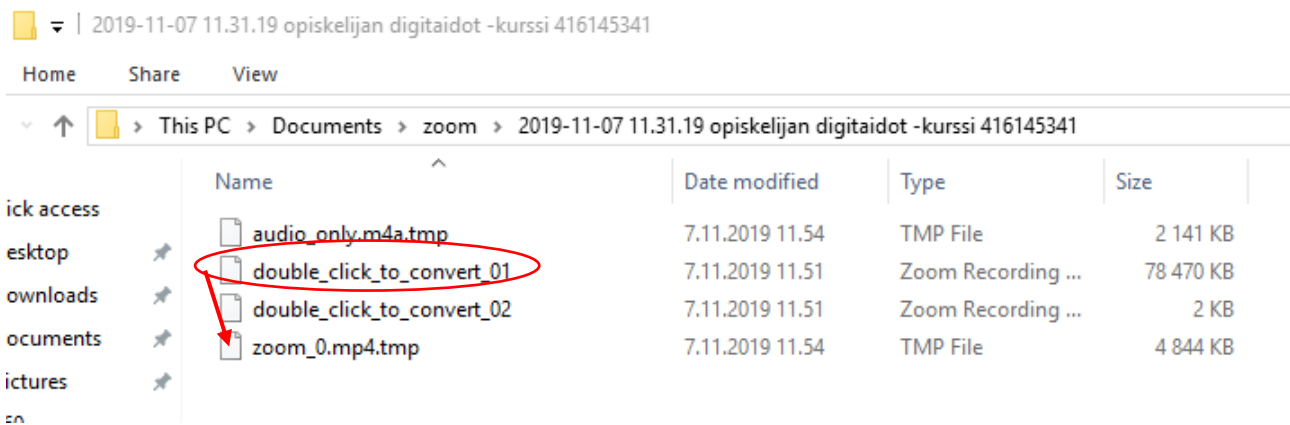 2019-11-07 11.31.19 opiskelijan digitaidot -kurssi 416145341
Home Share View
This PC > Documents > zoom > 2019-11-07 11.31.19 opiskelijan digitaidot -kurssi 416145341
Name Date modified Type Size
ick access
esktop
ownloads
ocuments
ictures
audio_only.m4a.tmp 7.11.2019 11.54 TMP File 2 141 KB
double_click_to_convert_01 7.11.2019 11.51 Zoom Recording ... 78 470 KB
double_click_to_convert_02 7.11.2019 11.51 Zoom Recording ... 2 KB
zoom_0.mp4.tmp 7.11.2019 11.54 TMP File 4 844 KB